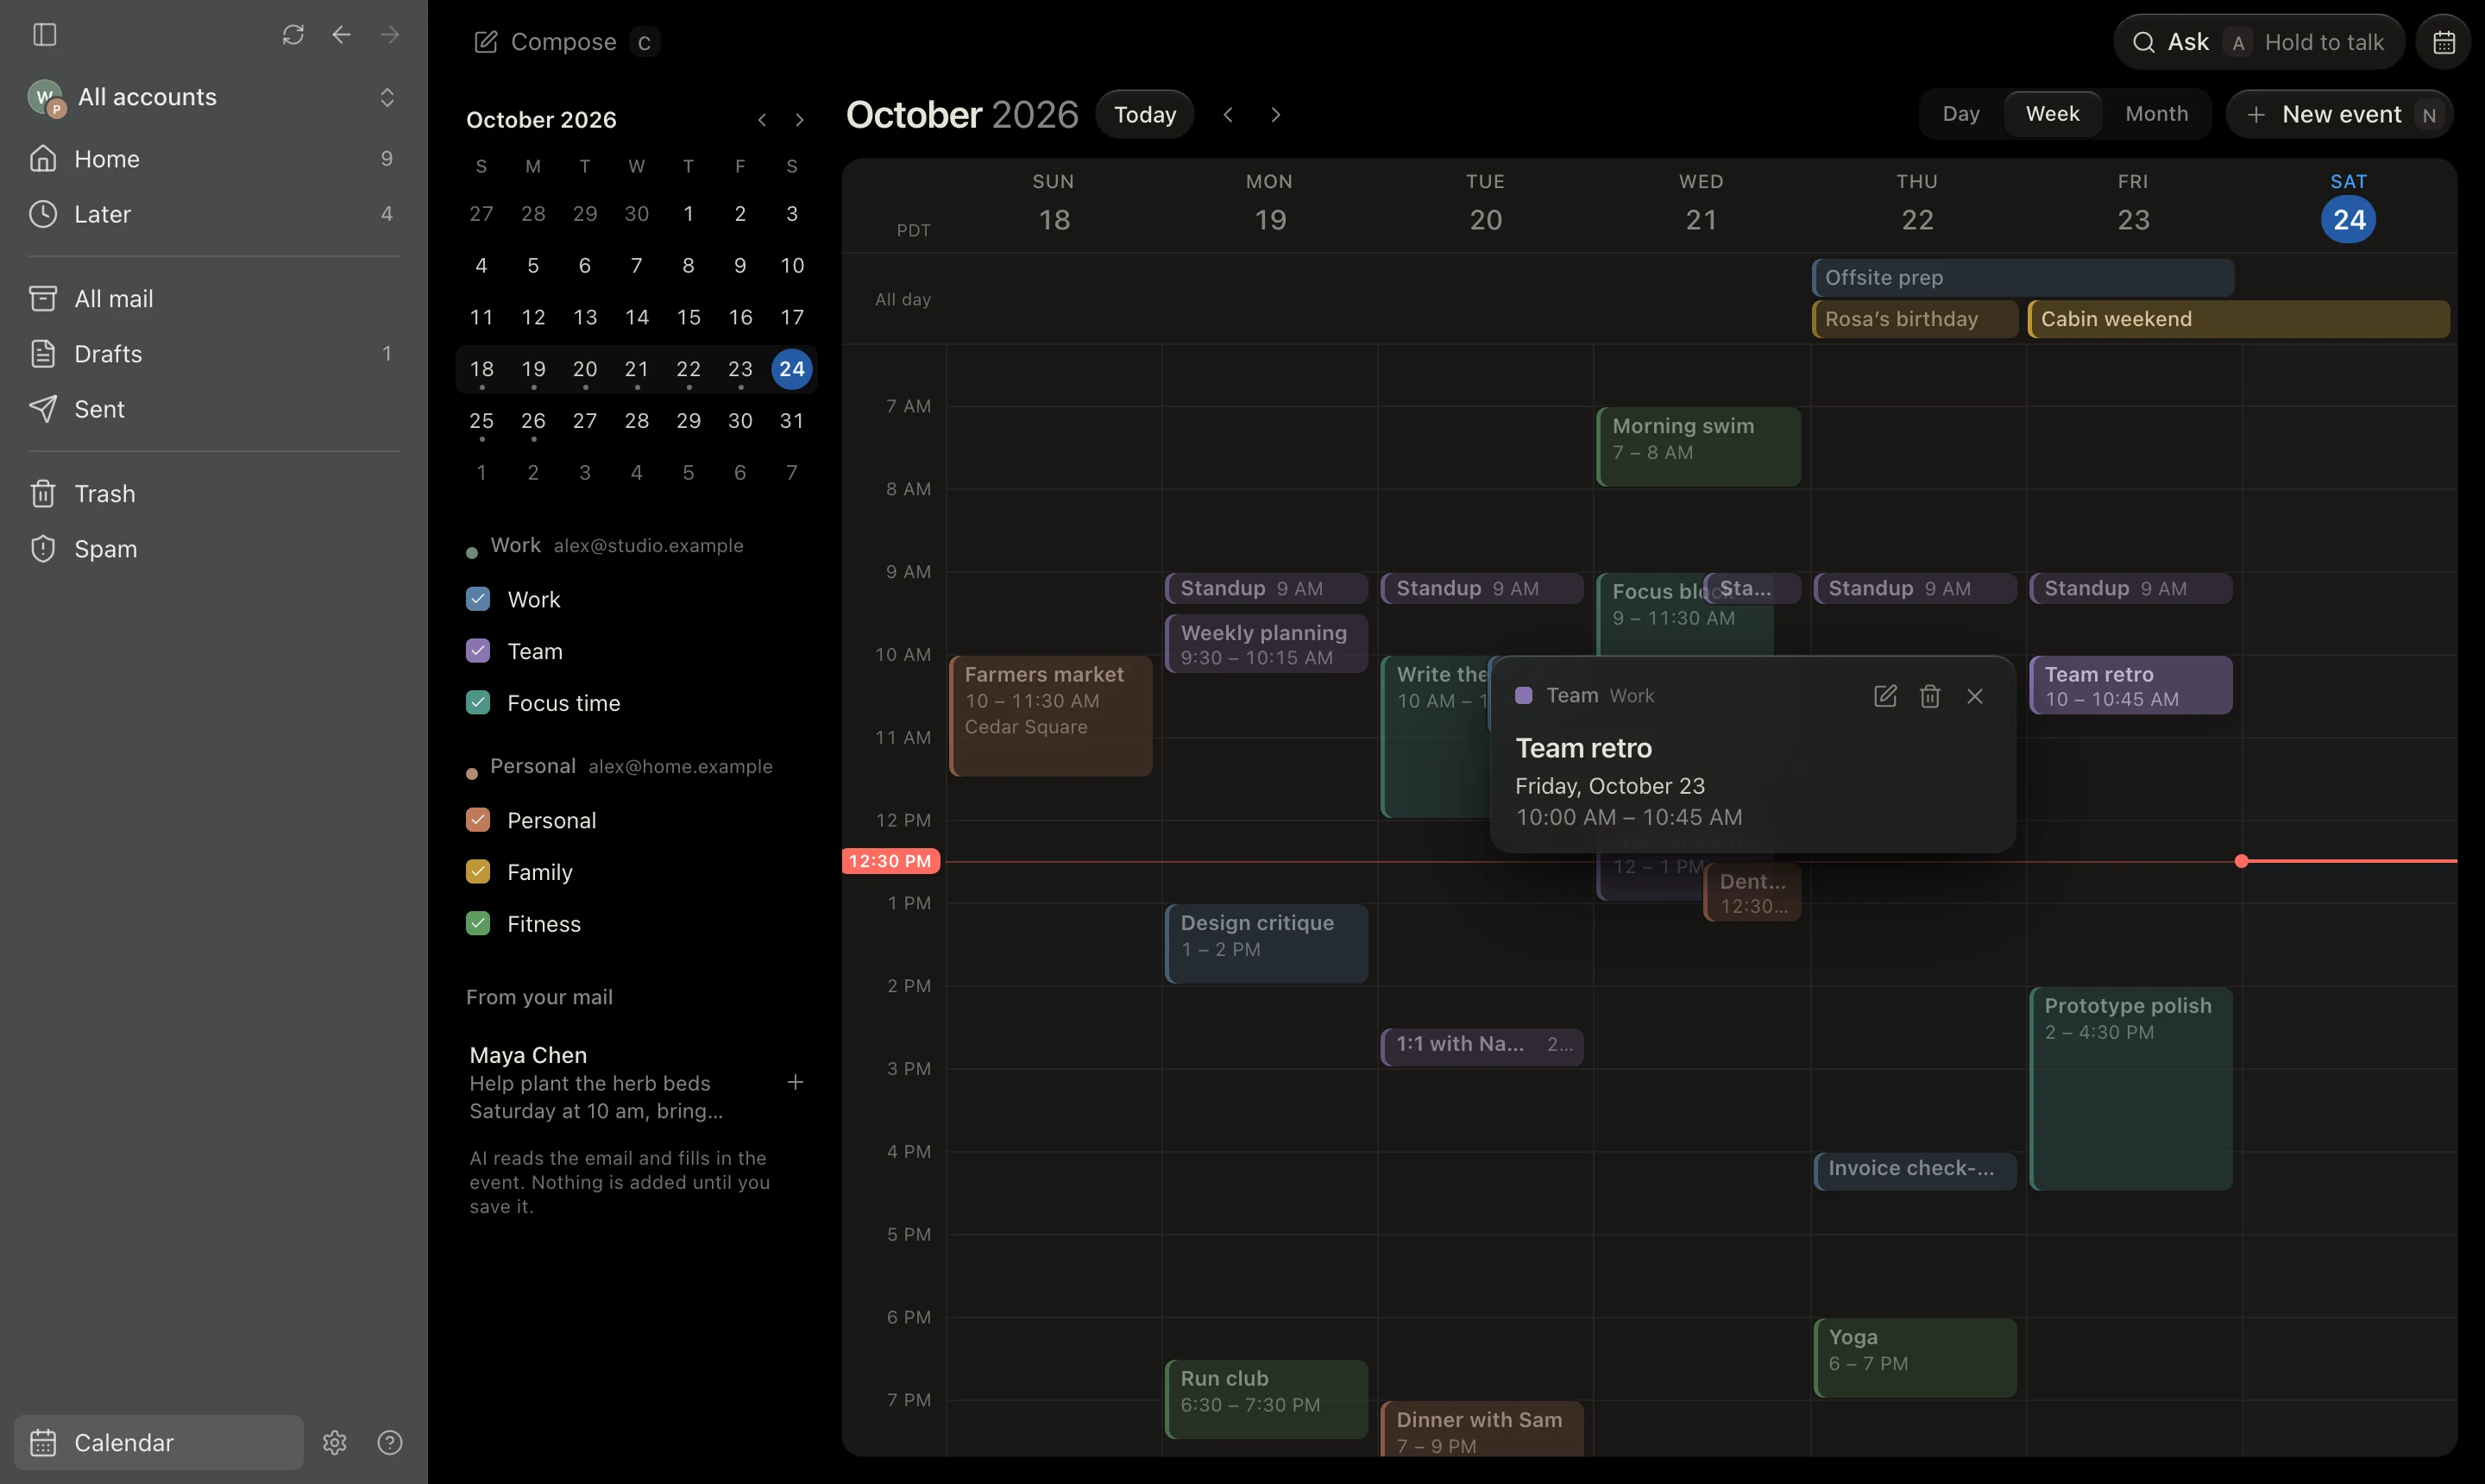 W
P
All accounts
Home 9
Later 4
All mail
Drafts 1
Sent
Trash
Spam
Calendar
Compose C
Ask A Hold to talk
October 2026
S M T W T F S
27 28 29 30 1 2 3
4 5 6 7 8 9 10
11 12 13 14 15 16 17
18 19 20 21 22 23 24
25 26 27 28 29 30 31
1 2 3 4 5 6 7
Work alex@studio.example
Work
Team
Focus time
Personal alex@home.example
Personal
Family
Fitness
From your mail
Maya Chen
Help plant the herb beds
Saturday at 10 am, bring...
AI reads the email and fills in the
event. Nothing is added until you
save it.
October 2026 Today
Day Week Month
New event N
SUN MON TUE WED THU FRI SAT
PDT 18 19 20 21 22 23 24
All day
Offsite prep
Rosa’s birthday
Cabin weekend
7 AM
8 AM
9 AM
10 AM
11 AM
12 PM
12:30 PM
1 PM
2 PM
3 PM
4 PM
5 PM
6 PM
7 PM
Farmers market
10 – 11:30 AM
Cedar Square
Standup 9 AM
Weekly planning
9:30 – 10:15 AM
Design critique
1 – 2 PM
Run club
6:30 – 7:30 PM
Standup 9 AM
Write the
10 AM – 1
1:1 with Na... 2...
Dinner with Sam
7 – 9 PM
Morning swim
7 – 8 AM
Focus bloc
9 – 11:30 AM
Sta...
12 – 1 PM
Dent...
12:30...
Standup 9 AM
Invoice check-...
Yoga
6 – 7 PM
Standup 9 AM
Team retro
10 – 10:45 AM
Prototype polish
2 – 4:30 PM
Team Work
Team retro
Friday, October 23
10:00 AM – 10:45 AM